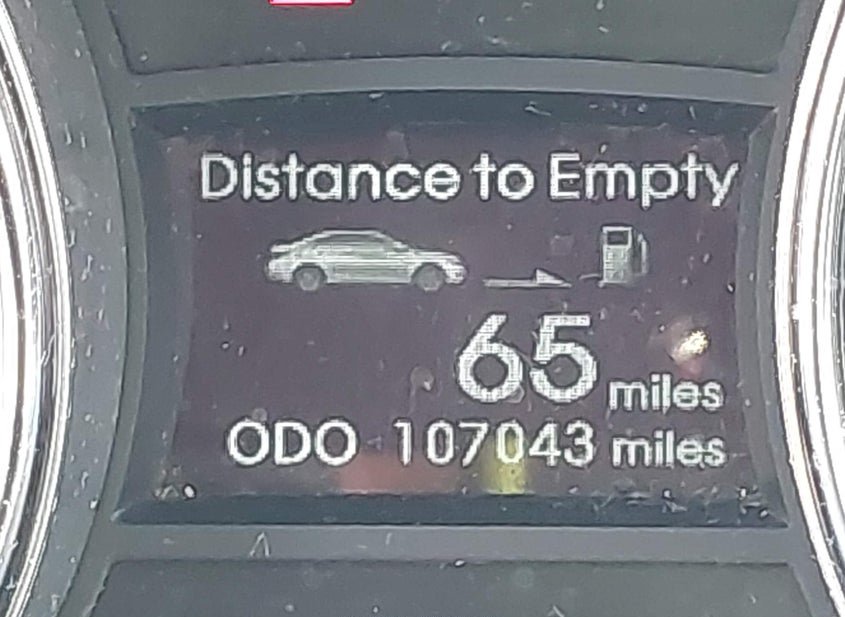 Distance to Empty
65 miles
ODO 107043 miles